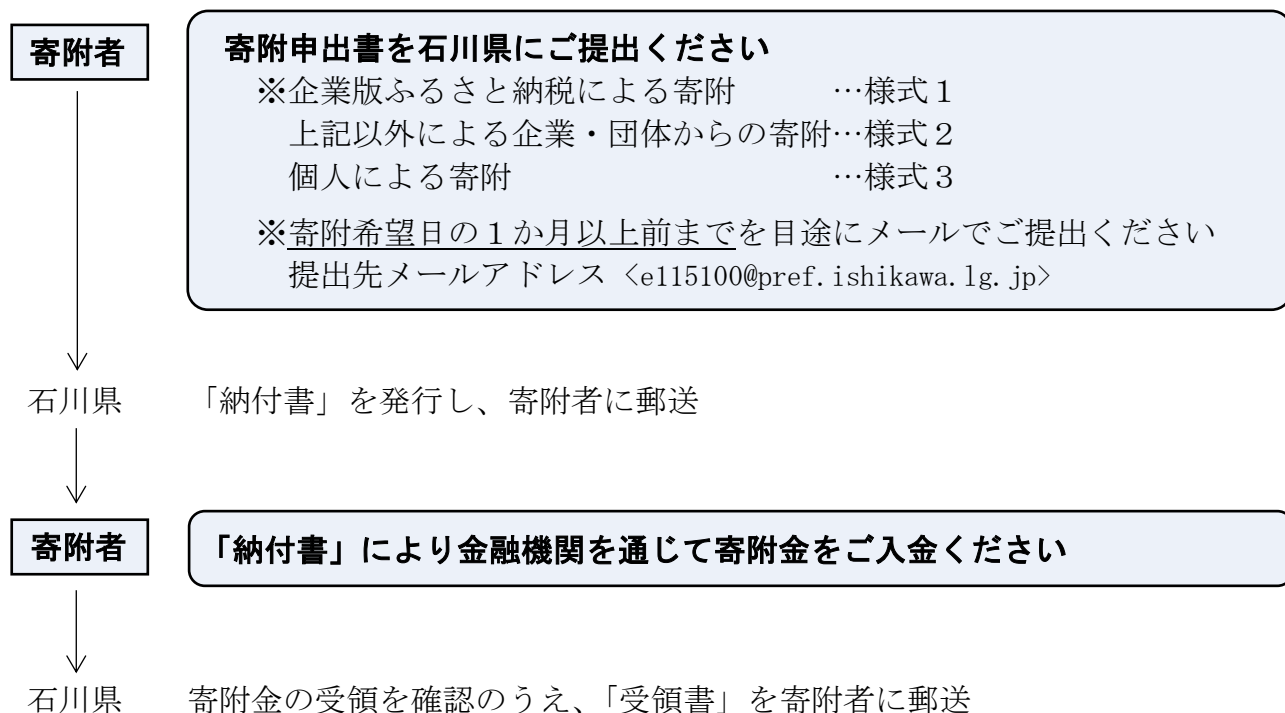 寄附者
寄附申出書を石川県にご提出ください
※企業版ふるさと納税による寄附　　　…様式１
上記以外による企業・団体からの寄附…様式２
個人による寄附　　　　　　　　　　…様式３
※寄附希望日の１か月以上前までを目途にメールでご提出ください
提出先メールアドレス〈e115100@pref.ishikawa.lg.jp〉
石川県　「納付書」を発行し、寄附者に郵送
寄附者　「納付書」により金融機関を通じて寄附金をご入金ください
石川県　寄附金の受領を確認のうえ、「受領書」を寄附者に郵送